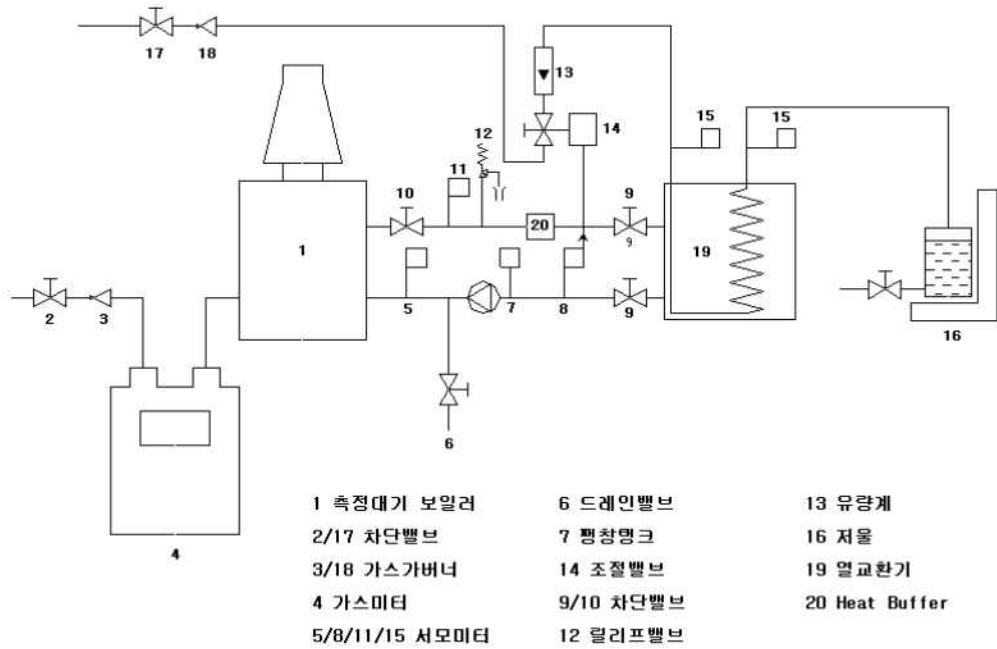 17 18
13
15 15
12
14
11
10
9
20
9
1
19
2 3
5 7 8 9
16
6
4
1 측정대기 보일러
2/17 차단밸브
3/18 가스가버너
4 가스미터
5/8/11/15 서모미터
6 드레인밸브
7 팽창탱크
14 조절밸브
9/10 차단밸브
12 릴리프밸브
13 유량계
16 저울
19 열교환기
20 Heat Buffer